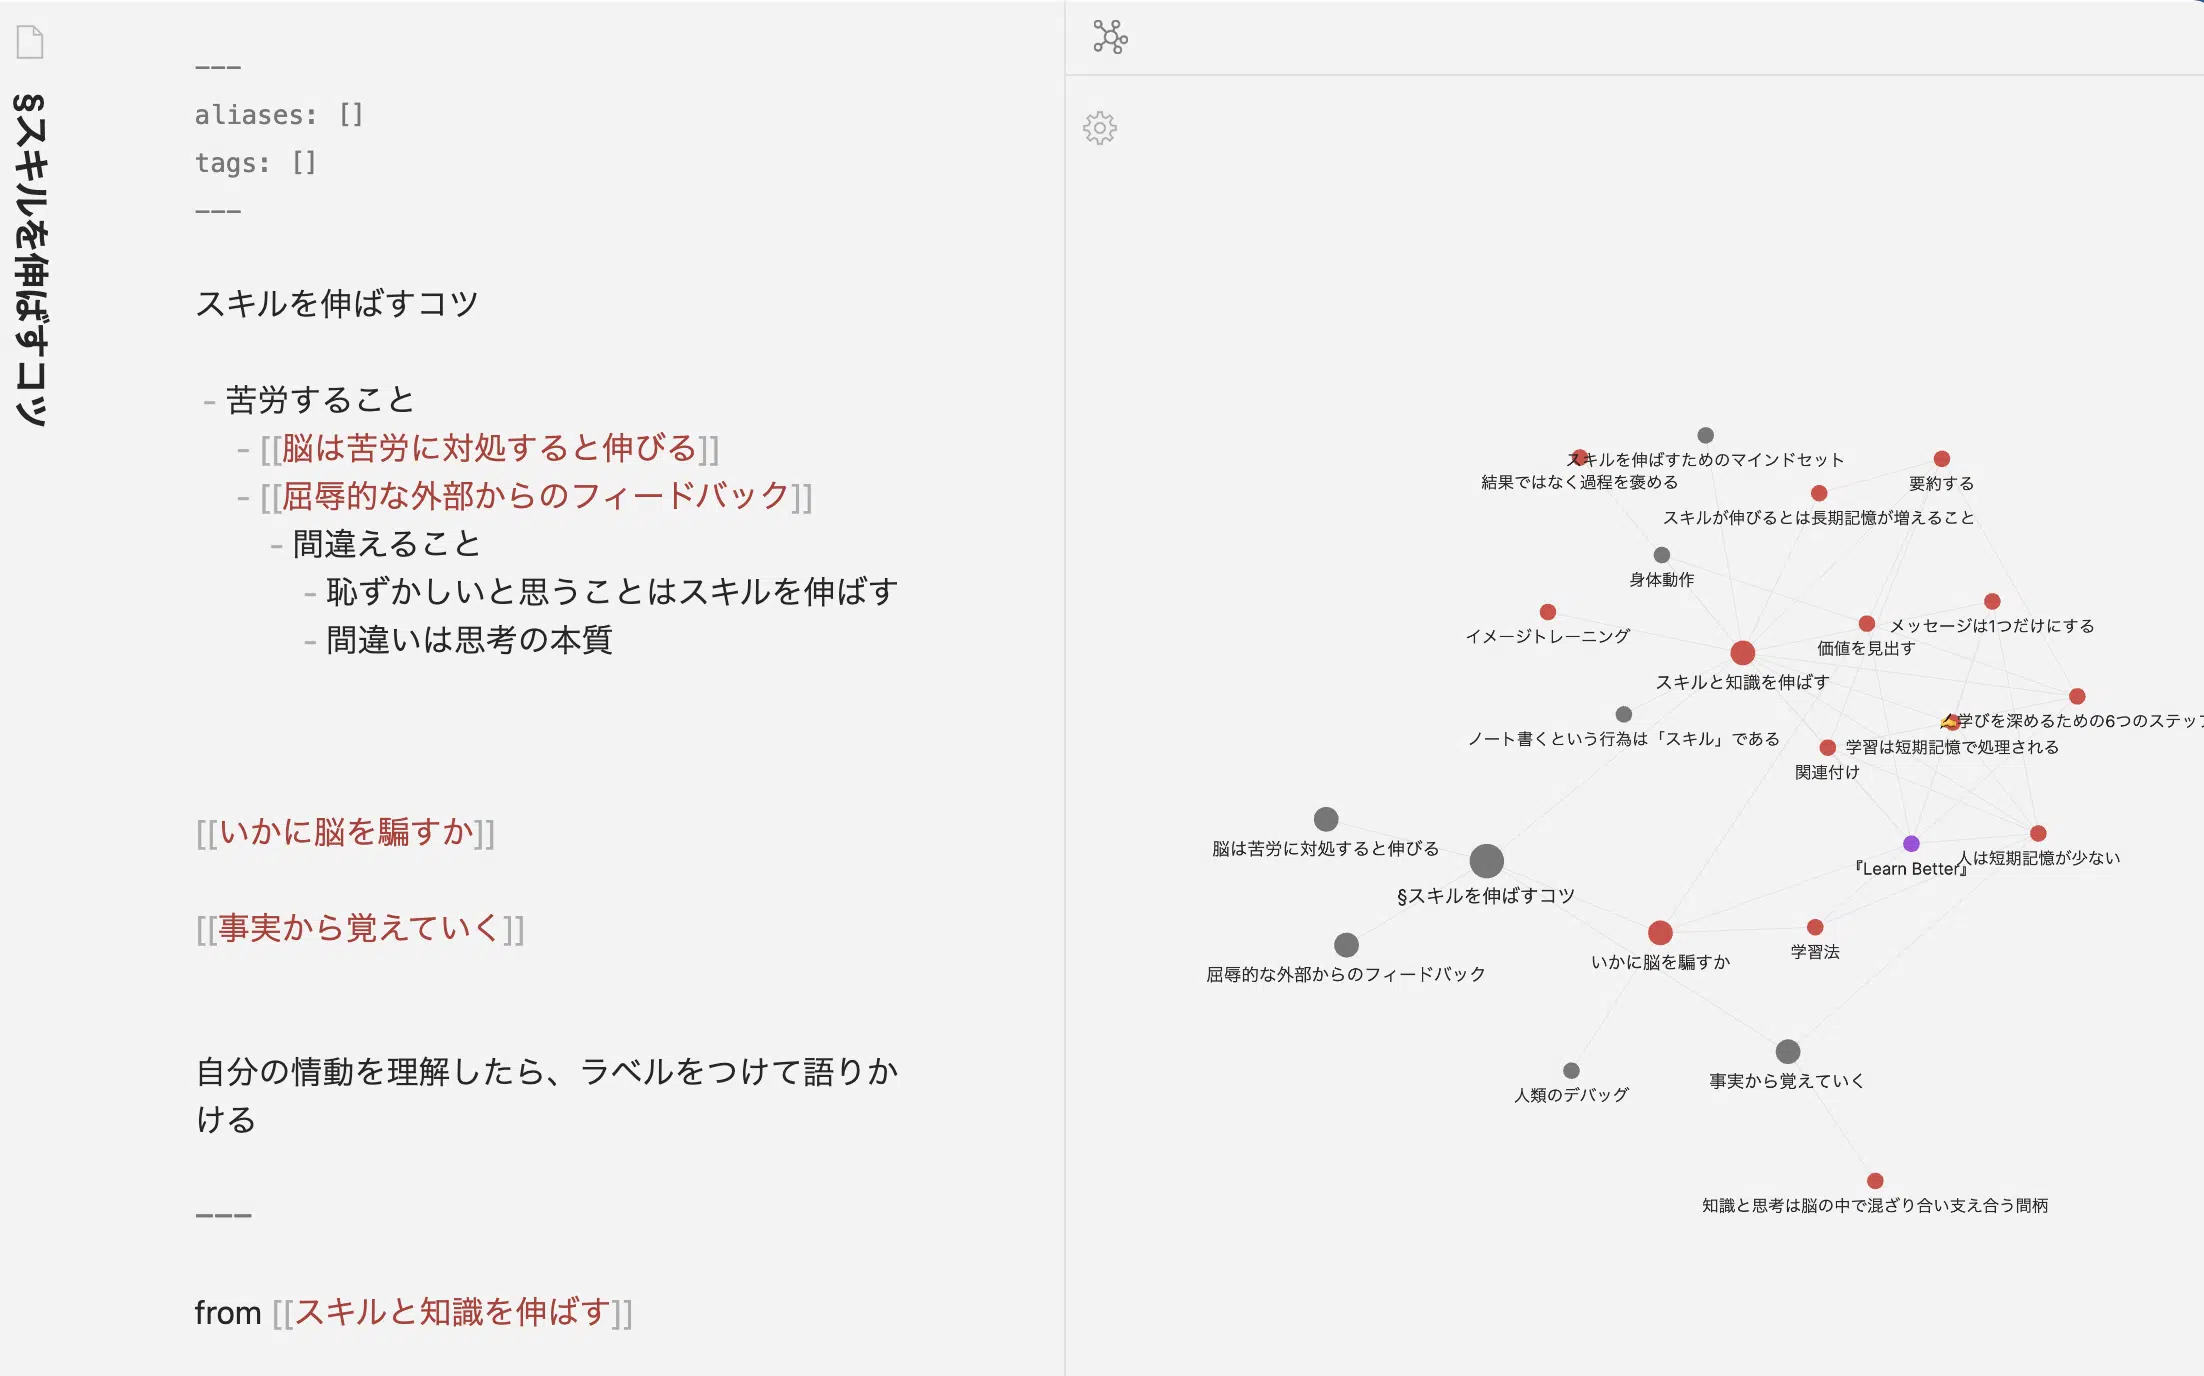 §スキルを伸ばすコツ
---
aliases: []
tags: []
---
スキルを伸ばすコツ
- 苦労すること
- [[脳は苦労に対処すると伸びる]]
- [[屈辱的な外部からのフィードバック]]
- 間違えること
- 恥ずかしいと思うことはスキルを伸ばす
- 間違いは思考の本質
[[いかに脳を騙すか]]
[[事実から覚えていく]]
自分の情動を理解したら、ラベルをつけて語りか
ける
---
from [[スキルと知識を伸ばす]]
スキルを伸ばすためのマインドセット
結果ではなく過程を褒める
要約する
スキルが伸びるとは長期記憶が増えること
身体動作
イメージトレーニング
メッセージは1つだけにする
価値を見出す
スキルと知識を伸ばす
✍学びを深めるための6つのステップ
ノート書くという行為は「スキル」である
学習は短期記憶で処理される
関連付け
脳は苦労に対処すると伸びる
人は短期記憶が少ない
『Learn Better』
§スキルを伸ばすコツ
学習法
いかに脳を騙すか
屈辱的な外部からのフィードバック
事実から覚えていく
人類のデバッグ
知識と思考は脳の中で混ざり合い支え合う間柄